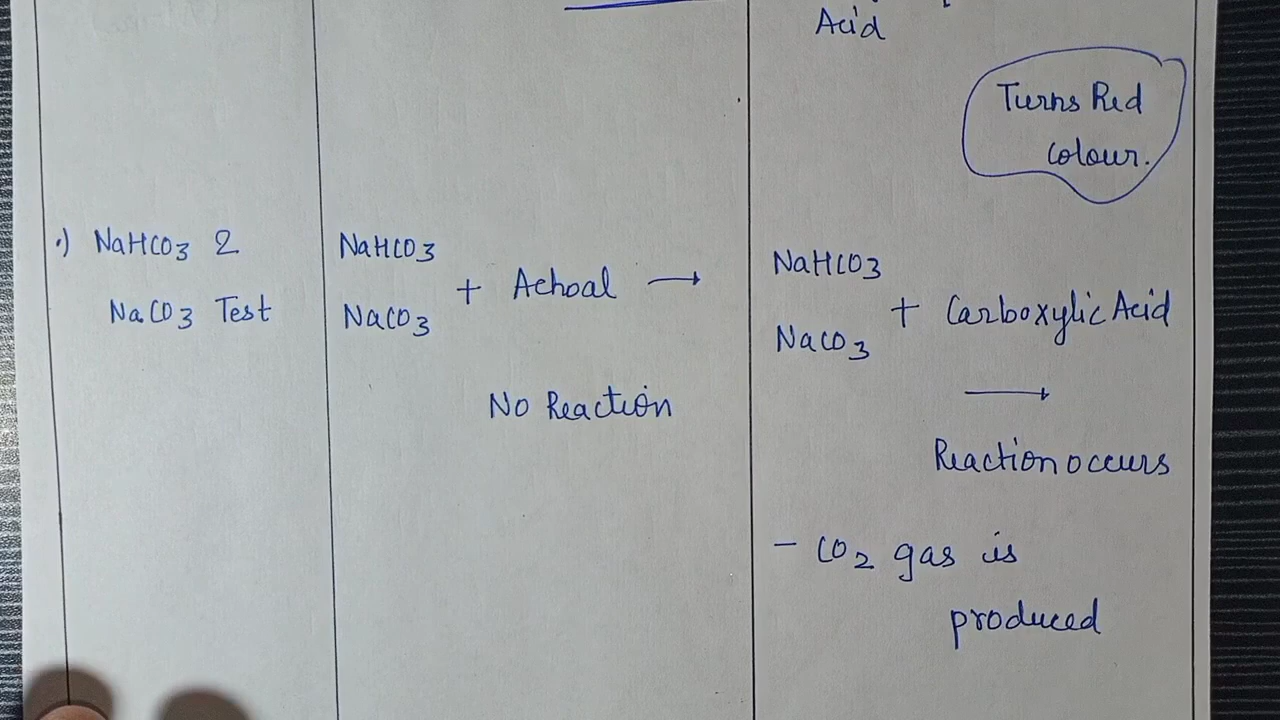 Acid
Turns Red
colour.
•) NaHCO3 2
NaCO3 Test
NaHCO3
NaCO3
+ Achoal →
No Reaction
NaHCO3
NaCO3
+ Carboxylic Acid
→
Reaction occurs
- CO2 gas is
produced